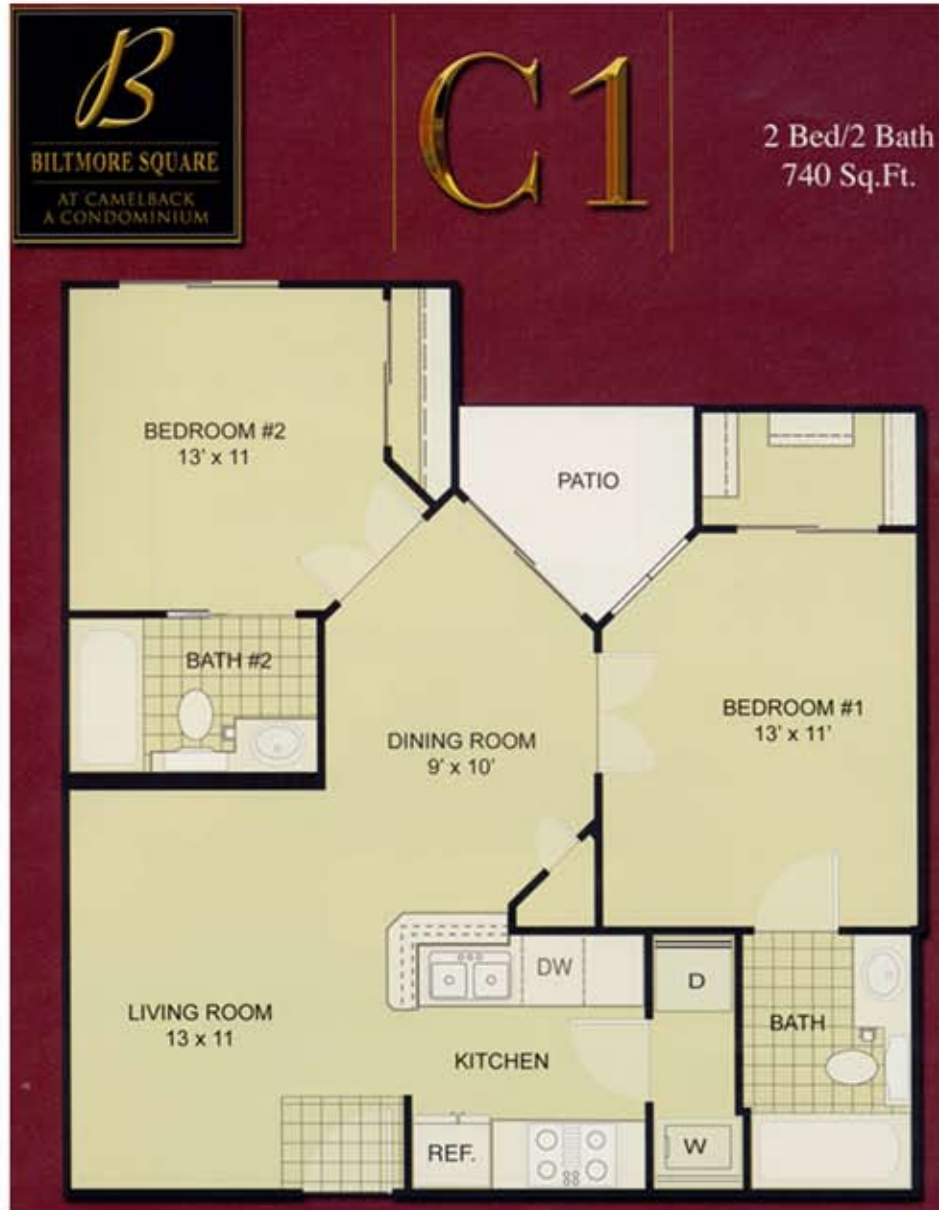 B
BILTMORE SQUARE
AT CAMELBACK
A CONDOMINIUM
C1
2 Bed/2 Bath
740 Sq.Ft.
BEDROOM #2
13' x 11
PATIO
BATH #2
BEDROOM #1
13' x 11'
DINING ROOM
9' x 10'
DW
D
LIVING ROOM
13 x 11
BATH
KITCHEN
REF.
W